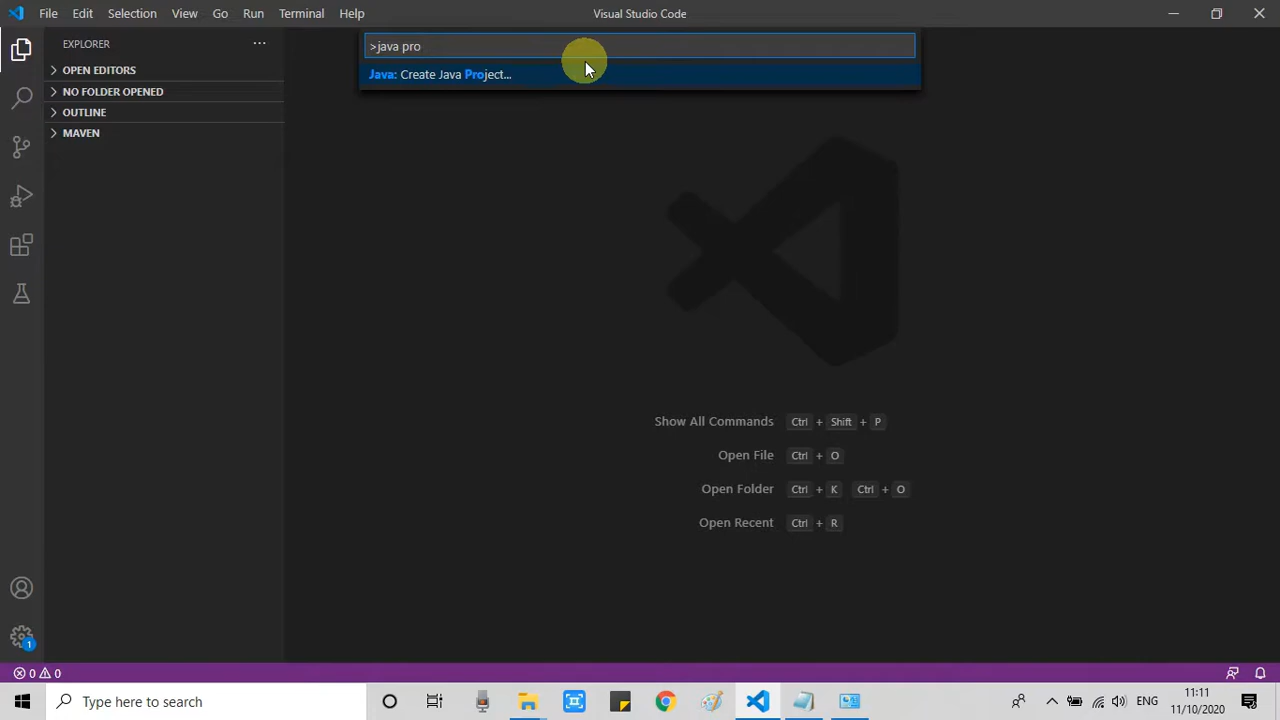 File Edit Selection View Go Run Terminal Help
Visual Studio Code
EXPLORER
OPEN EDITORS
NO FOLDER OPENED
OUTLINE
MAVEN
>java pro
Java: Create Java Project...
Show All Commands Ctrl + Shift + P
Open File Ctrl + O
Open Folder Ctrl + K Ctrl + O
Open Recent Ctrl + R
1
0 0
Type here to search
ENG
11:11
11/10/2020